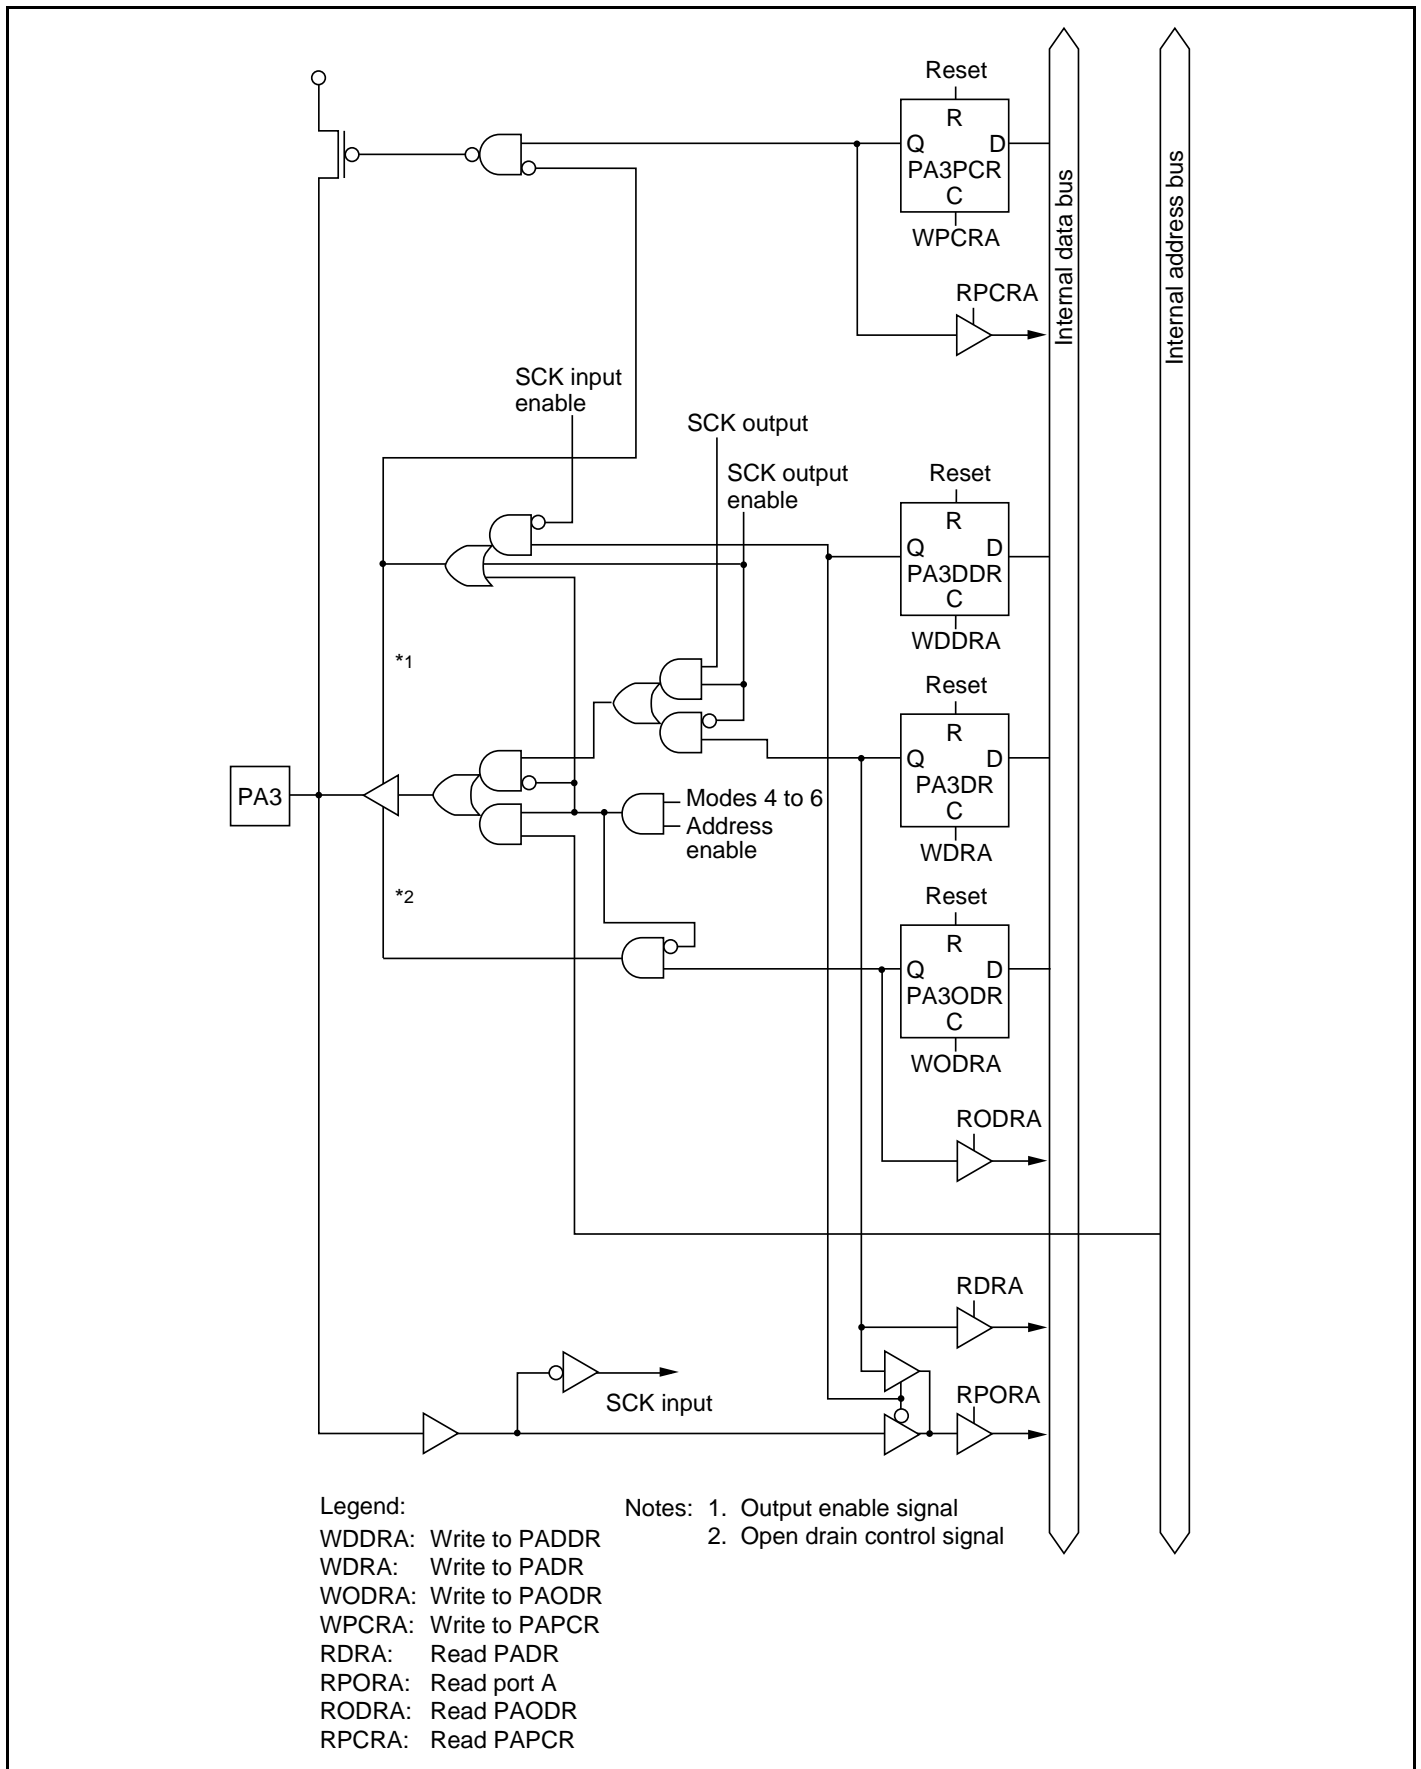 Reset
R
Q D
PA3PCR
C
WPCRA
Internal data bus
Internal address bus
RPCRA
SCK input
enable
SCK output
SCK output
enable
Reset
R
Q D
PA3DDR
C
WDDRA
*1
Reset
R
Q D
PA3DR
C
WDRA
PA3
Modes 4 to 6
Address
enable
*2
Reset
R
Q D
PA3ODR
C
WODRA
RODRA
RDRA
SCK input
RPORA
Legend:
WDDRA: Write to PADDR
WDRA: Write to PADR
WODRA: Write to PAODR
WPCRA: Write to PAPCR
RDRA: Read PADR
RPORA: Read port A
RODRA: Read PAODR
RPCRA: Read PAPCR
Notes: 1. Output enable signal
2. Open drain control signal